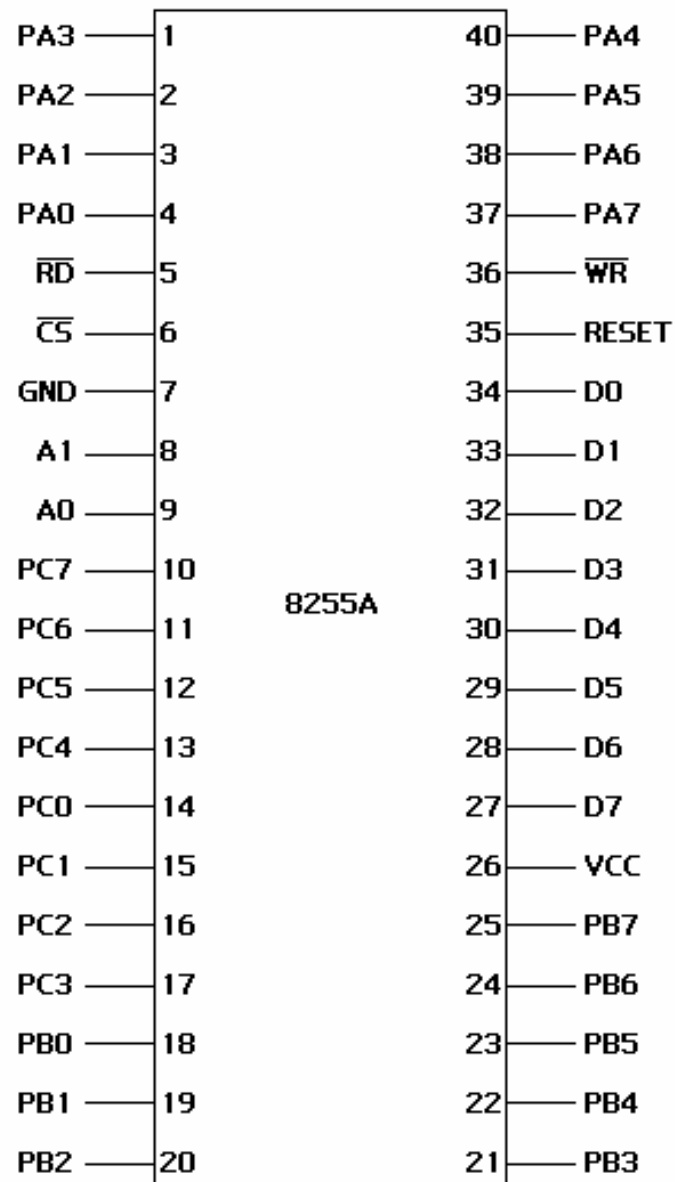 PA3 1 40 PA4
PA2 2 39 PA5
PA1 3 38 PA6
PA0 4 37 PA7
R̅D̅ 5 36 W̅R̅
C̅S̅ 6 35 RESET
GND 7 34 D0
A1 8 33 D1
A0 9 32 D2
PC7 10 31 D3
8255A
PC6 11 30 D4
PC5 12 29 D5
PC4 13 28 D6
PC0 14 27 D7
PC1 15 26 VCC
PC2 16 25 PB7
PC3 17 24 PB6
PB0 18 23 PB5
PB1 19 22 PB4
PB2 20 21 PB3